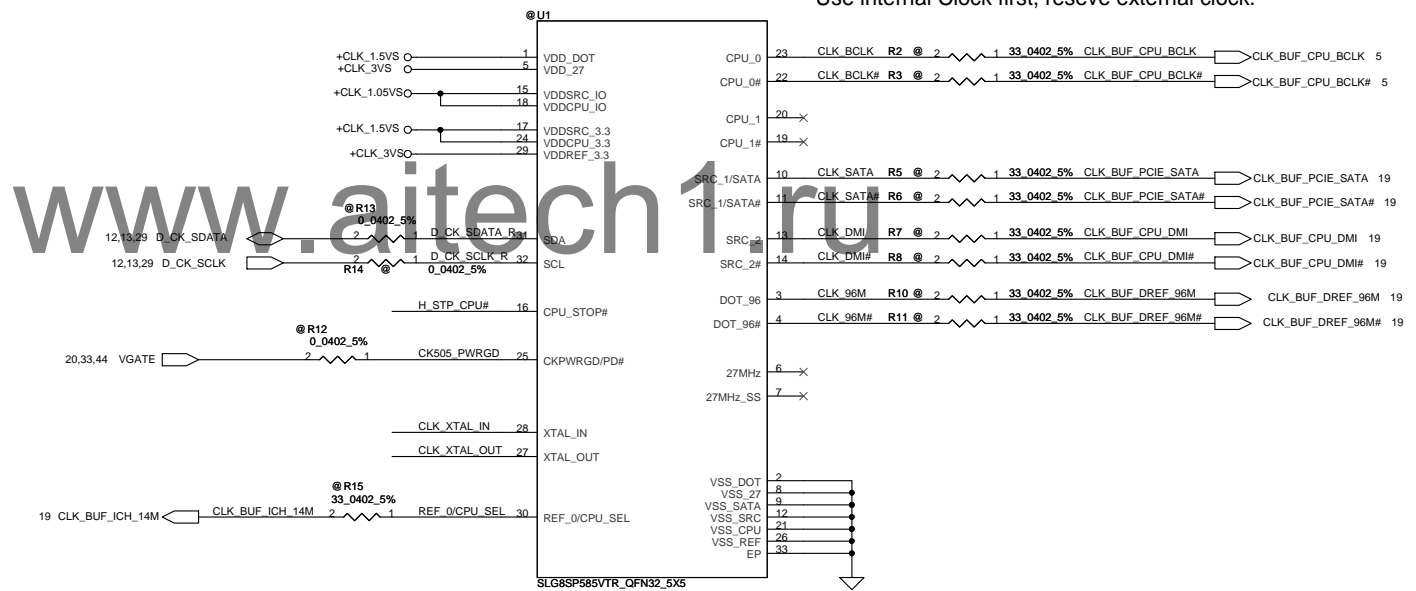 Use internal Clock first, reseve external clock.
@ U1
+CLK_1.5VS 1 VDD_DOT
+CLK_3VS 5 VDD_27
+CLK_1.05VS 15 VDDSRC_IO
18 VDDCPU_IO
+CLK_1.5VS 17 VDDSRC_3.3
24 VDDCPU_3.3
+CLK_3VS 29 VDDREF_3.3
www.aitech1.ru
@ R13
0_0402_5%
12,13,29 D_CK_SDATA 2 1 D_CK_SDATA_R 31 SDA
12,13,29 D_CK_SCLK 2 1 D_CK_SCLK_R 32 SCL
R14 @ 0_0402_5%
H_STP_CPU# 16 CPU_STOP#
@ R12
0_0402_5%
20,33,44 VGATE 2 1 CK505_PWRGD 25 CKPWRGD/PD#
CLK_XTAL_IN 28 XTAL_IN
CLK_XTAL_OUT 27 XTAL_OUT
@ R15
33_0402_5%
19 CLK_BUF_ICH_14M CLK_BUF_ICH_14M 2 1 REF_0/CPU_SEL 30 REF_0/CPU_SEL
CPU_0 23 CLK_BCLK R2 @ 2 1 33_0402_5% CLK_BUF_CPU_BCLK CLK_BUF_CPU_BCLK 5
CPU_0# 22 CLK_BCLK# R3 @ 2 1 33_0402_5% CLK_BUF_CPU_BCLK# CLK_BUF_CPU_BCLK# 5
CPU_1 20
CPU_1# 19
SRC_1/SATA 10 CLK_SATA R5 @ 2 1 33_0402_5% CLK_BUF_PCIE_SATA CLK_BUF_PCIE_SATA 19
SRC_1/SATA# 11 CLK_SATA# R6 @ 2 1 33_0402_5% CLK_BUF_PCIE_SATA# CLK_BUF_PCIE_SATA# 19
SRC_2 13 CLK_DMI R7 @ 2 1 33_0402_5% CLK_BUF_CPU_DMI CLK_BUF_CPU_DMI 19
SRC_2# 14 CLK_DMI# R8 @ 2 1 33_0402_5% CLK_BUF_CPU_DMI# CLK_BUF_CPU_DMI# 19
DOT_96 3 CLK_96M R10 @ 2 1 33_0402_5% CLK_BUF_DREF_96M CLK_BUF_DREF_96M 19
DOT_96# 4 CLK_96M# R11 @ 2 1 33_0402_5% CLK_BUF_DREF_96M# CLK_BUF_DREF_96M# 19
27MHz 6
27MHz_SS 7
VSS_DOT 2
VSS_27 8
VSS_SATA 9
VSS_SRC 12
VSS_CPU 21
VSS_REF 26
EP 33
SLG8SP585VTR_QFN32_5X5